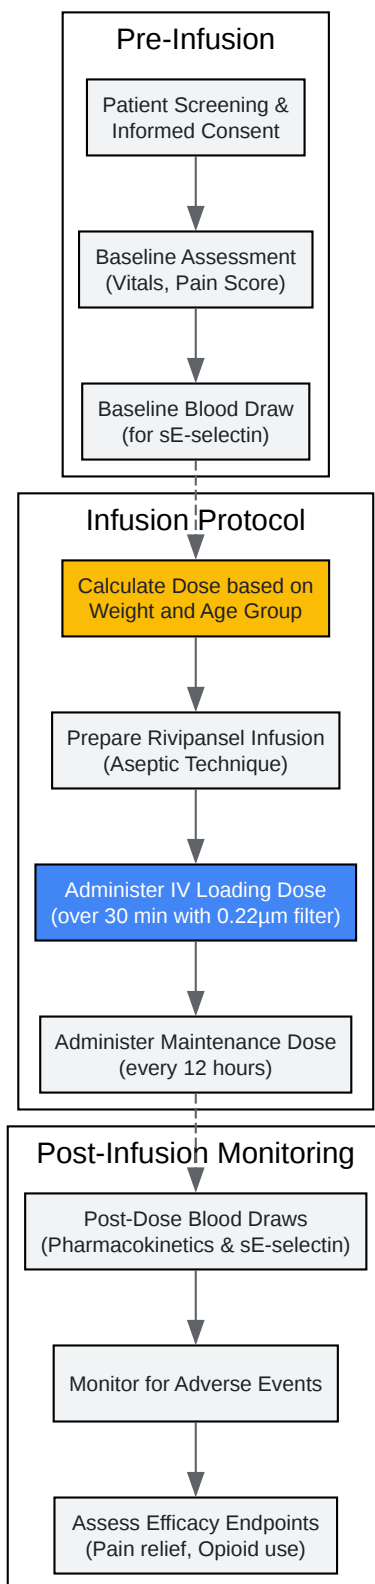 Pre-Infusion
Patient Screening &
Informed Consent
Baseline Assessment
(Vitals, Pain Score)
Baseline Blood Draw
(for sE-selectin)
Infusion Protocol
Calculate Dose based on
Weight and Age Group
Prepare Rivipansel Infusion
(Aseptic Technique)
Administer IV Loading Dose
(over 30 min with 0.22µm filter)
Administer Maintenance Dose
(every 12 hours)
Post-Infusion Monitoring
Post-Dose Blood Draws
(Pharmacokinetics & sE-selectin)
Monitor for Adverse Events
Assess Efficacy Endpoints
(Pain relief, Opioid use)